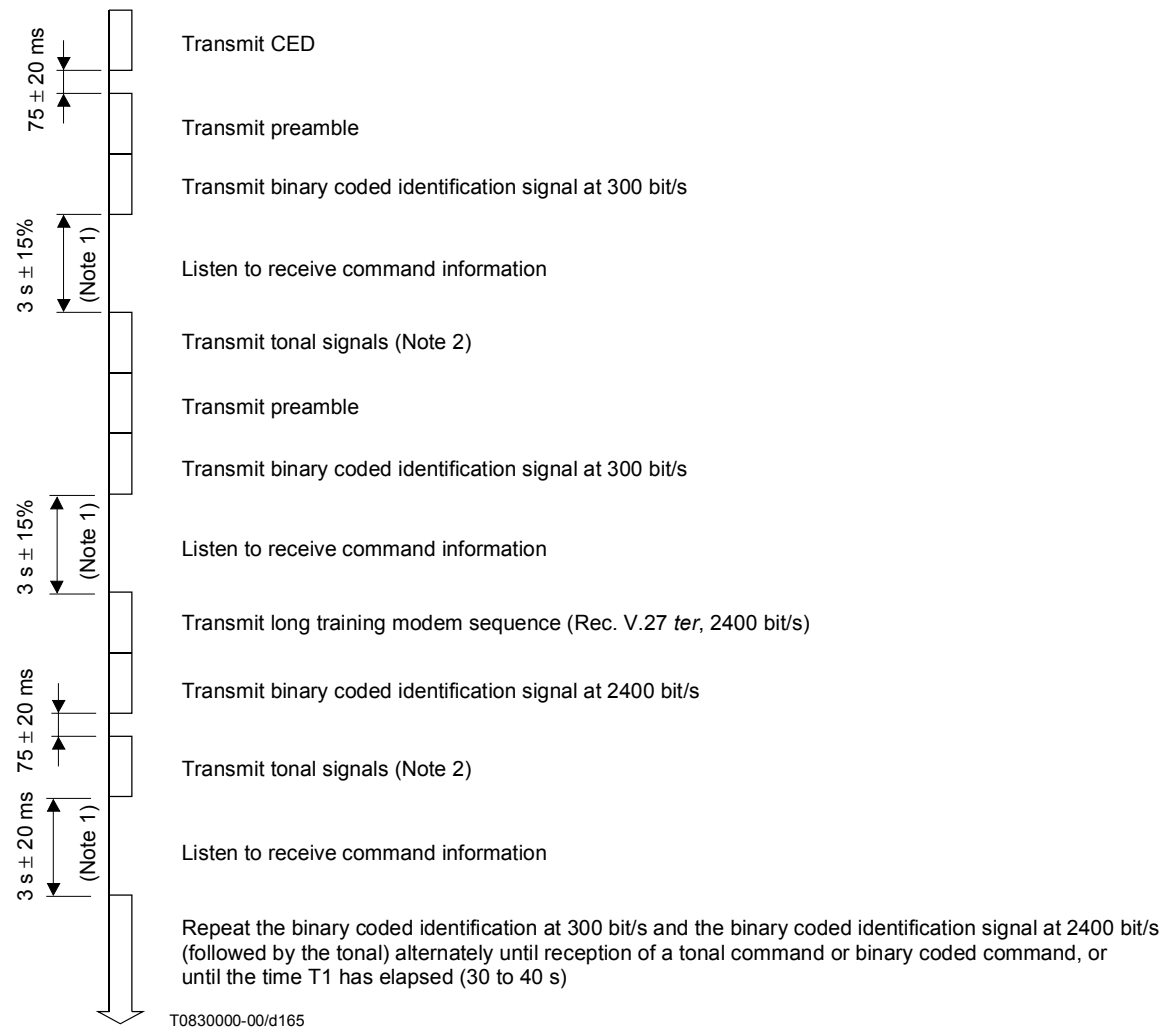 75 ± 20 ms
Transmit CED
Transmit preamble
Transmit binary coded identification signal at 300 bit/s
3 s ± 15%
(Note 1)
Listen to receive command information
Transmit tonal signals (Note 2)
Transmit preamble
Transmit binary coded identification signal at 300 bit/s
3 s ± 15%
(Note 1)
Listen to receive command information
Transmit long training modem sequence (Rec. V.27 ter, 2400 bit/s)
Transmit binary coded identification signal at 2400 bit/s
75 ± 20 ms
Transmit tonal signals (Note 2)
3 s ± 20 ms
(Note 1)
Listen to receive command information
Repeat the binary coded identification at 300 bit/s and the binary coded identification signal at 2400 bit/s
(followed by the tonal) alternately until reception of a tonal command or binary coded command, or
until the time T1 has elapsed (30 to 40 s)
T0830000-00/d165